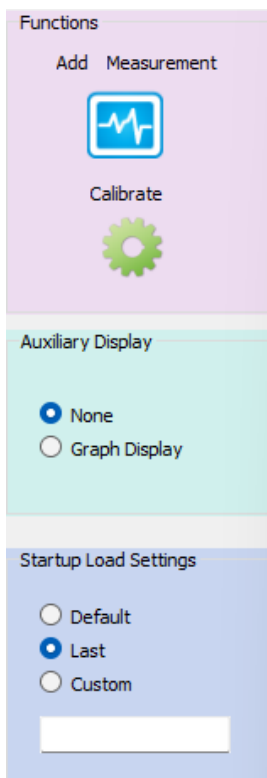 Functions
Add Measurement
Calibrate
Auxiliary Display
None
Graph Display
Startup Load Settings
Default
Last
Custom